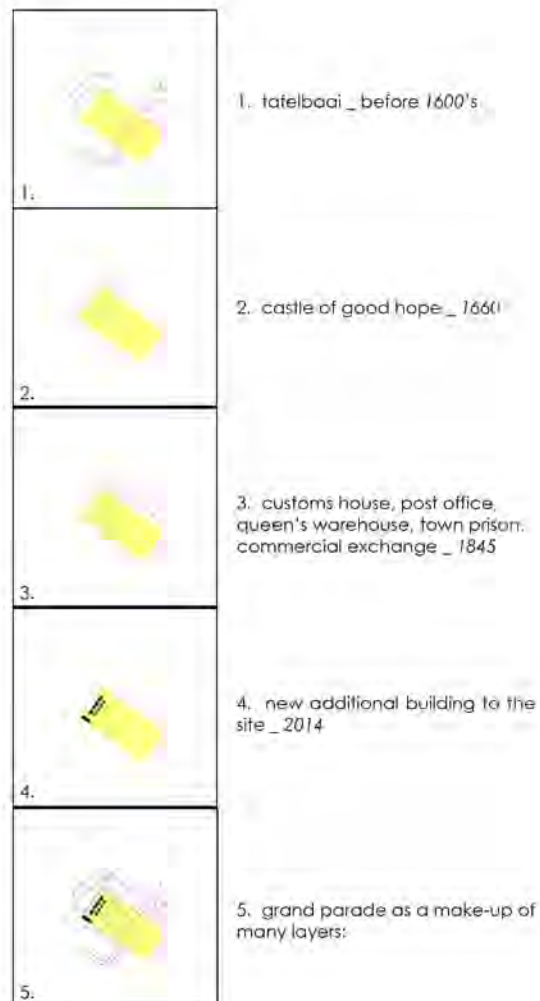 1. tafelbaai _ before 1600's
1.
2. castle of good hope _ 1660
2.
3. customs house, post office,
queen's warehouse, town prison,
commercial exchange _ 1845
3.
4. new additional building to the
site _ 2014
4.
5. grand parade as a make-up of
many layers:
5.